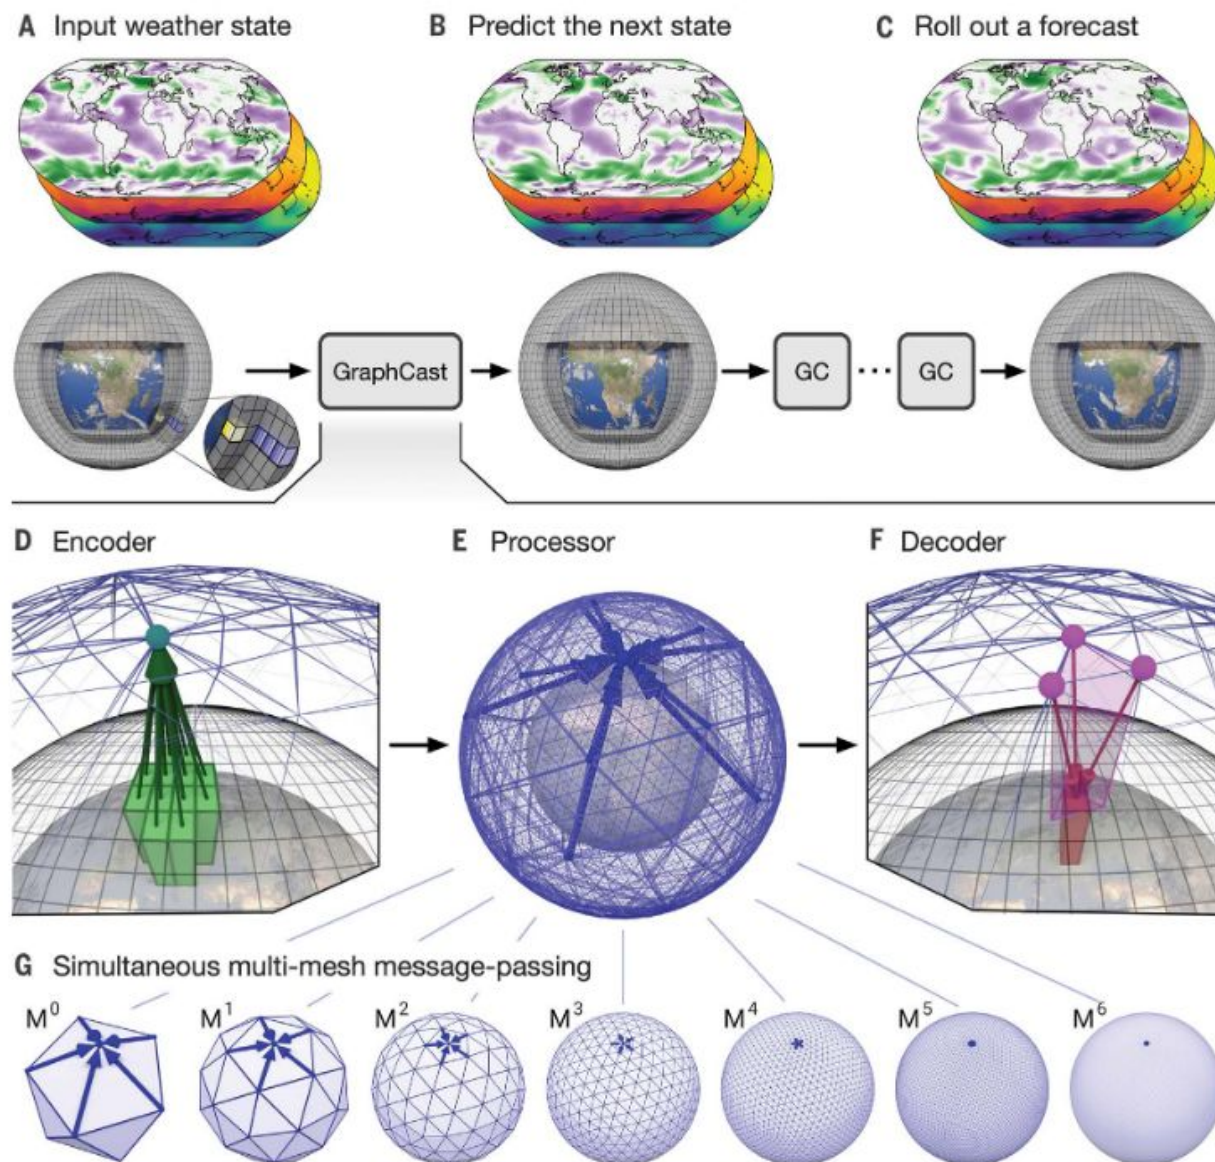 A Input weather state
B Predict the next state
C Roll out a forecast
GraphCast
GC ··· GC
D Encoder
E Processor
F Decoder
G Simultaneous multi-mesh message-passing
M⁰ M¹ M² M³ M⁴ M⁵ M⁶